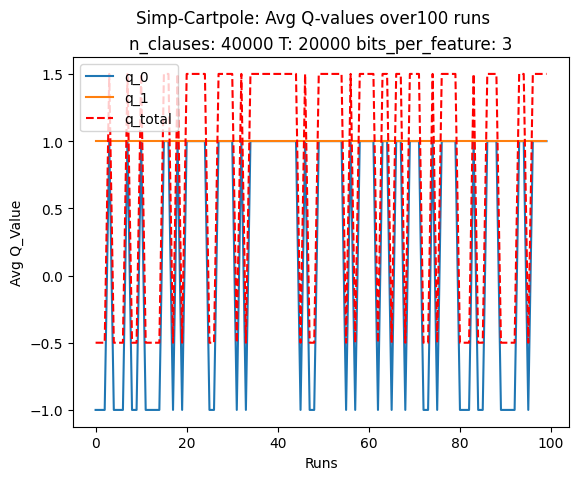 Simp-Cartpole: Avg Q-values over100 runs
n_clauses: 40000 T: 20000 bits_per_feature: 3
q_0
q_1
q_total
Avg Q_Value
1.5
1.0
0.5
0.0
−0.5
−1.0
0
20
40
60
80
100
Runs